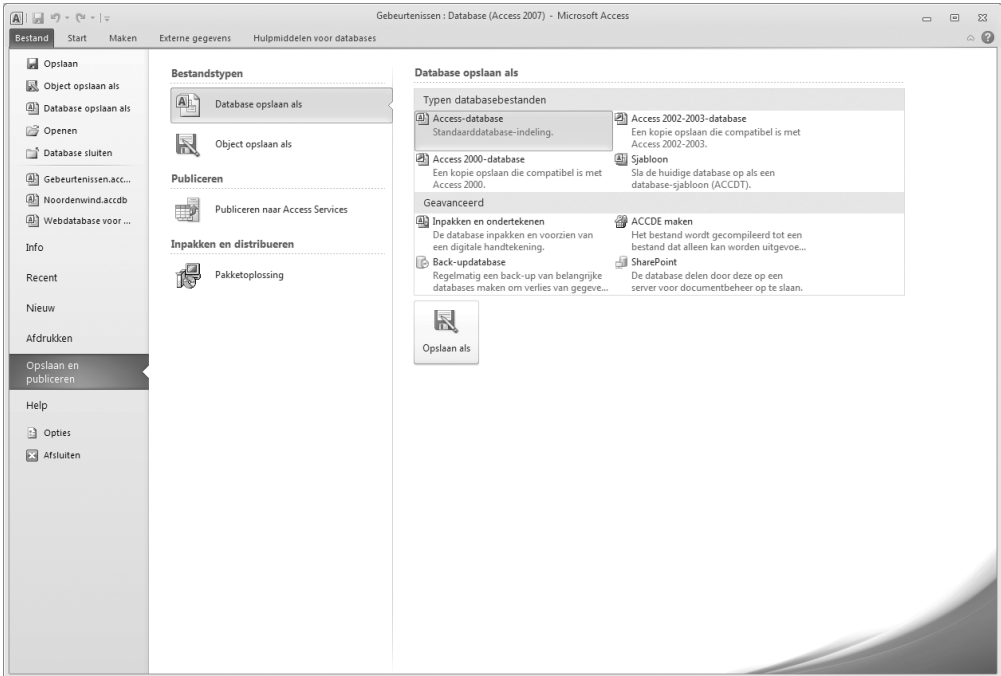 Gebeurtenissen : Database (Access 2007) - Microsoft Access
Bestand Start Maken Externe gegevens Hulpmiddelen voor databases
Opslaan
Object opslaan als
Database opslaan als
Openen
Database sluiten
Gebeurtenissen.acc...
Noordenwind.accdb
Webdatabase voor ...
Info
Recent
Nieuw
Afdrukken
Opslaan en
publiceren
Help
Opties
Afsluiten
Bestandstypen
Database opslaan als
Object opslaan als
Publiceren
Publiceren naar Access Services
Inpakken en distribueren
Pakketoplossing
Database opslaan als
Typen databasebestanden
Access-database
Standaarddatabase-indeling.
Access 2002-2003-database
Een kopie opslaan die compatibel is met
Access 2002-2003.
Access 2000-database
Een kopie opslaan die compatibel is met
Access 2000.
Sjabloon
Sla de huidige database op als een
database-sjabloon (ACCDT).
Geavanceerd
Inpakken en ondertekenen
De database inpakken en voorzien van
een digitale handtekening.
ACCDE maken
Het bestand wordt gecompileerd tot een
bestand dat alleen kan worden uitgevoe...
Back-updatabase
Regelmatig een back-up van belangrijke
databases maken om verlies van gegeve...
SharePoint
De database delen door deze op een
server voor documentbeheer op te slaan.
Opslaan als